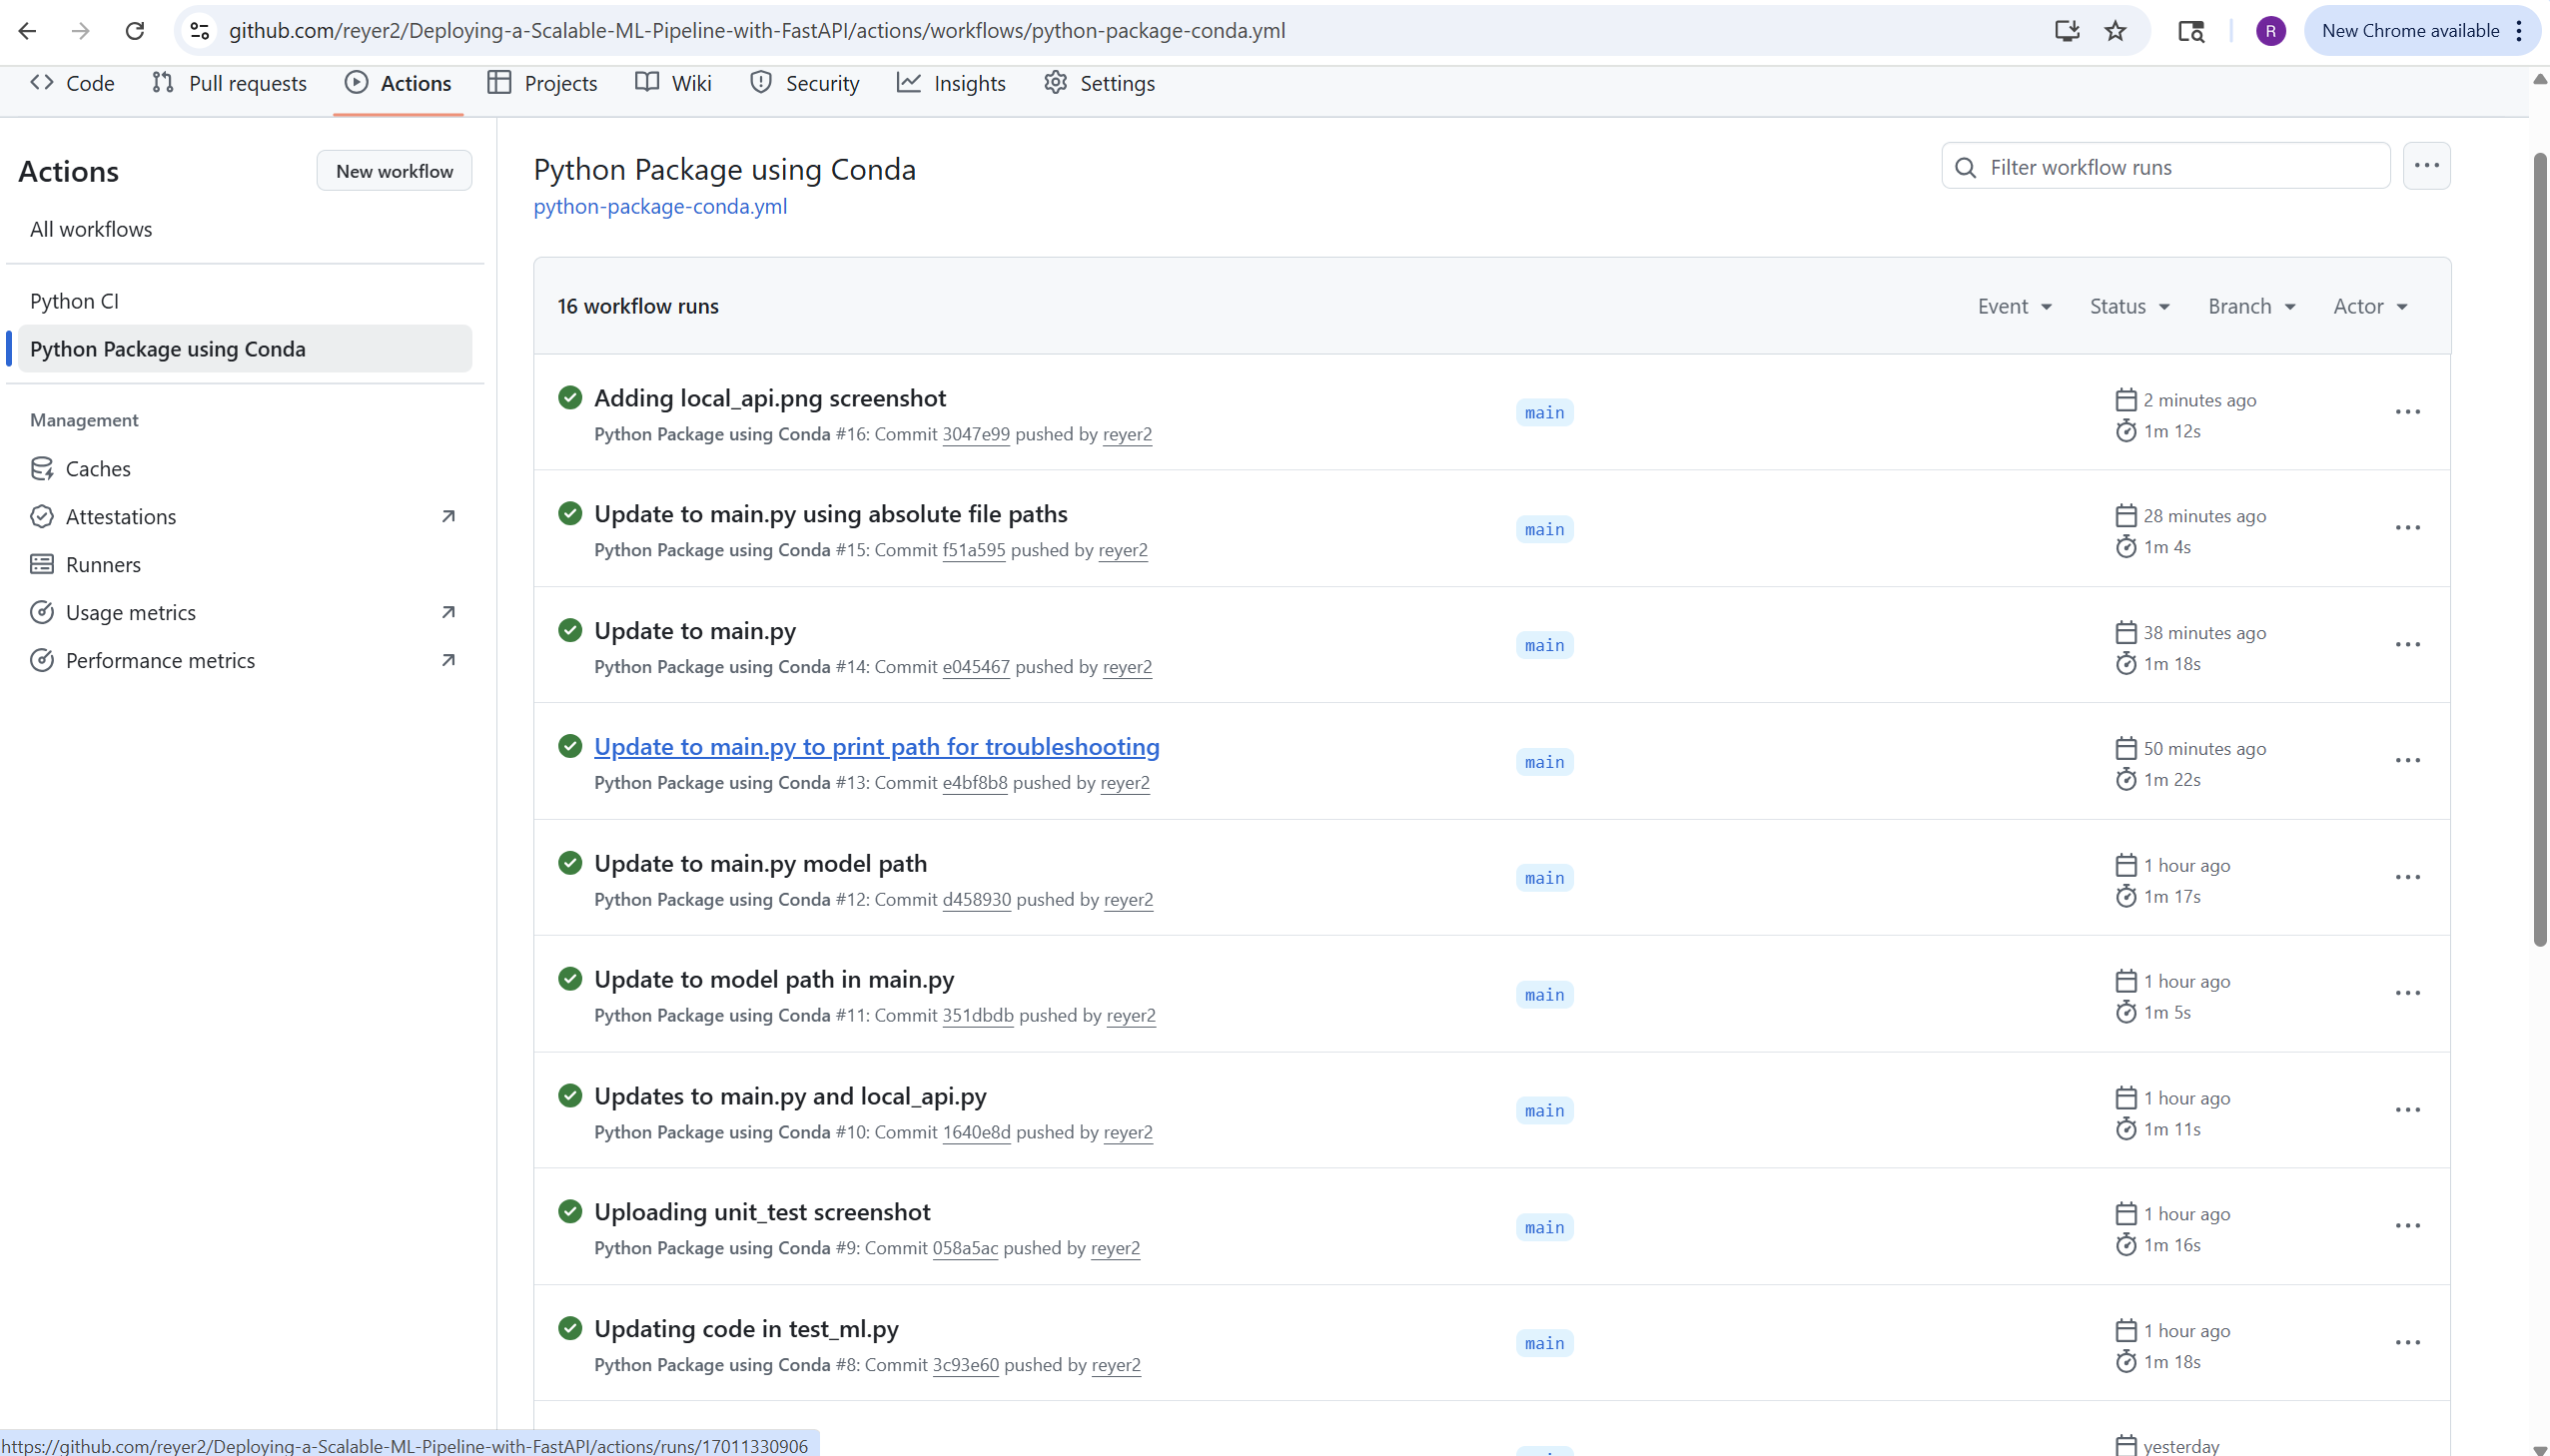 github.com/reyer2/Deploying-a-Scalable-ML-Pipeline-with-FastAPI/actions/workflows/python-package-conda.yml
R
New Chrome available
Code
Pull requests
Actions
Projects
Wiki
Security
Insights
Settings
Actions
New workflow
All workflows
Python CI
Python Package using Conda
Management
Caches
Attestations
Runners
Usage metrics
Performance metrics
Python Package using Conda
python-package-conda.yml
Filter workflow runs
16 workflow runs
Event
Status
Branch
Actor
Adding local_api.png screenshot
Python Package using Conda #16: Commit 3047e99 pushed by reyer2
main
2 minutes ago
1m 12s
Update to main.py using absolute file paths
Python Package using Conda #15: Commit f51a595 pushed by reyer2
main
28 minutes ago
1m 4s
Update to main.py
Python Package using Conda #14: Commit e045467 pushed by reyer2
main
38 minutes ago
1m 18s
Update to main.py to print path for troubleshooting
Python Package using Conda #13: Commit e4bf8b8 pushed by reyer2
main
50 minutes ago
1m 22s
Update to main.py model path
Python Package using Conda #12: Commit d458930 pushed by reyer2
main
1 hour ago
1m 17s
Update to model path in main.py
Python Package using Conda #11: Commit 351dbdb pushed by reyer2
main
1 hour ago
1m 5s
Updates to main.py and local_api.py
Python Package using Conda #10: Commit 1640e8d pushed by reyer2
main
1 hour ago
1m 11s
Uploading unit_test screenshot
Python Package using Conda #9: Commit 058a5ac pushed by reyer2
main
1 hour ago
1m 16s
Updating code in test_ml.py
Python Package using Conda #8: Commit 3c93e60 pushed by reyer2
main
1 hour ago
1m 18s
yesterday
https://github.com/reyer2/Deploying-a-Scalable-ML-Pipeline-with-FastAPI/actions/runs/17011330906